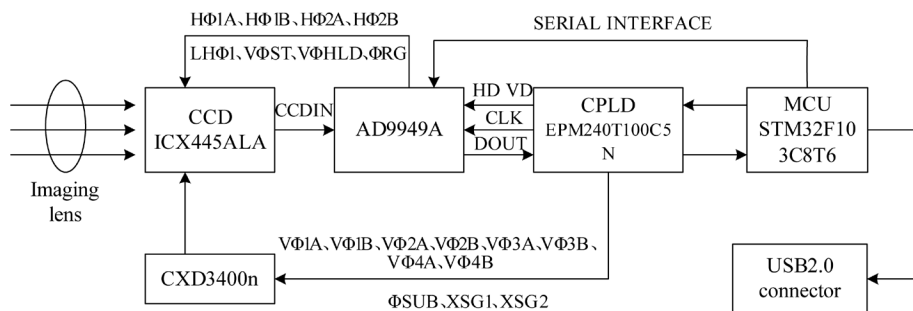 HΦ1A、HΦ1B、HΦ2A、HΦ2B
SERIAL INTERFACE
LHΦ1、VΦST、VΦHLD、ΦRG
CCD
ICX445ALA
CCDIN
AD9949A
HD VD
CLK
DOUT
CPLD
EPM240T100C5
N
MCU
STM32F10
3C8T6
Imaging
lens
VΦ1A、VΦ1B、VΦ2A、VΦ2B、VΦ3A、VΦ3B、
VΦ4A、VΦ4B
CXD3400n
ΦSUB、XSG1、XSG2
USB2.0
connector